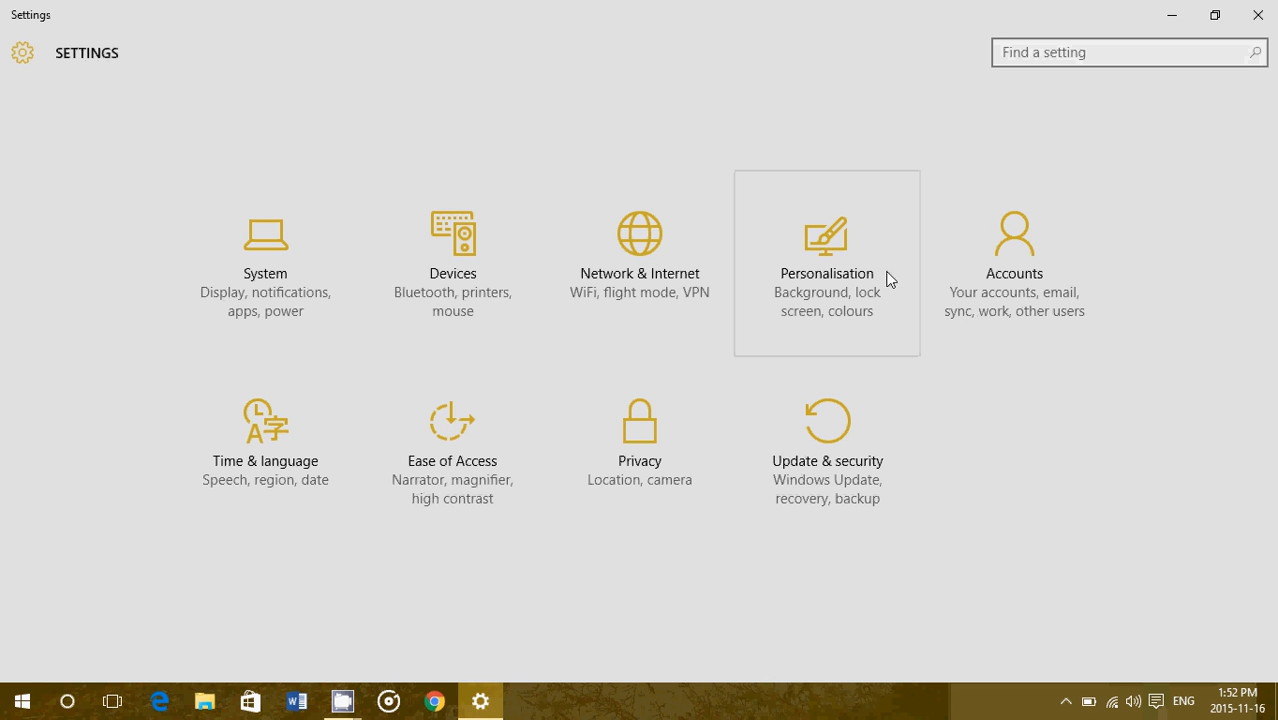 Settings
SETTINGS
Find a setting
System
Display, notifications,
apps, power
Devices
Bluetooth, printers,
mouse
Network & Internet
WiFi, flight mode, VPN
Personalisation
Background, lock
screen, colours
Accounts
Your accounts, email,
sync, work, other users
Time & language
Speech, region, date
Ease of Access
Narrator, magnifier,
high contrast
Privacy
Location, camera
Update & security
Windows Update,
recovery, backup
ENG
1:52 PM
2015-11-16